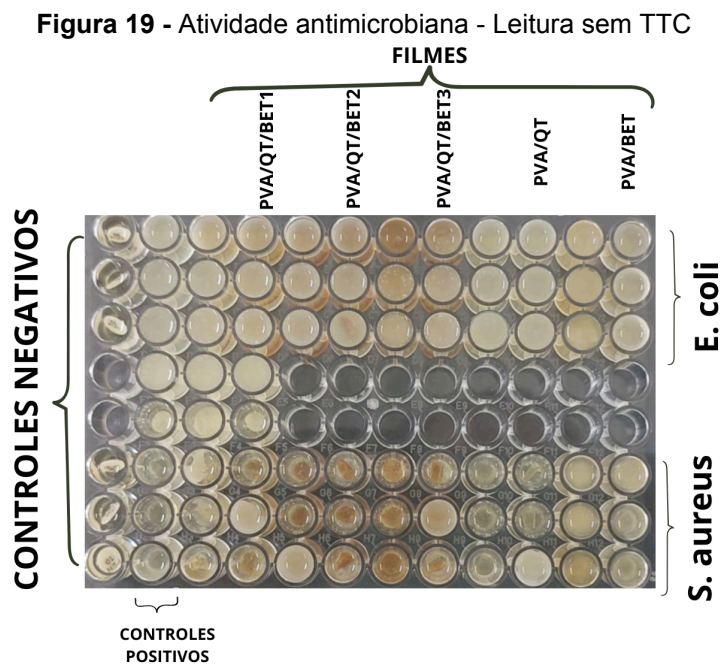 Figura 19 - Atividade antimicrobiana - Leitura sem TTC
FILMES
PVA/QT/BET1
PVA/QT/BET2
PVA/QT/BET3
PVA/QT
PVA/BET
CONTROLES NEGATIVOS
E. coli
S. aureus
CONTROLES
POSITIVOS